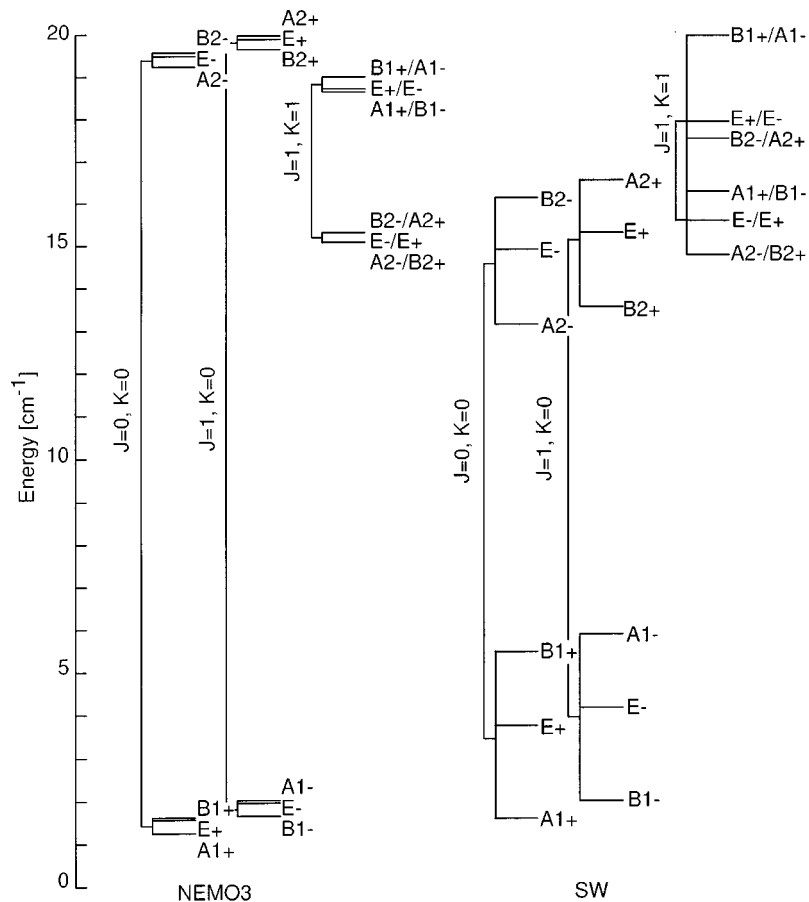 Energy [cm⁻¹]
20
15
10
5
0
B2-
E-
A2-
A2+
E+
B2+
B1+/A1-
E+/E-
A1+/B1-
J=1, K=1
B2-/A2+
E-/E+
A2-/B2+
J=0, K=0
J=1, K=0
B1+
E+
A1+
A1-
E-
B1-
NEMO3
B2-
E-
A2-
A2+
E+
B2+
J=1, K=1
B1+/A1-
E+/E-
B2-/A2+
A1+/B1-
E-/E+
A2-/B2+
J=0, K=0
J=1, K=0
B1+
E+
A1+
A1-
E-
B1-
SW